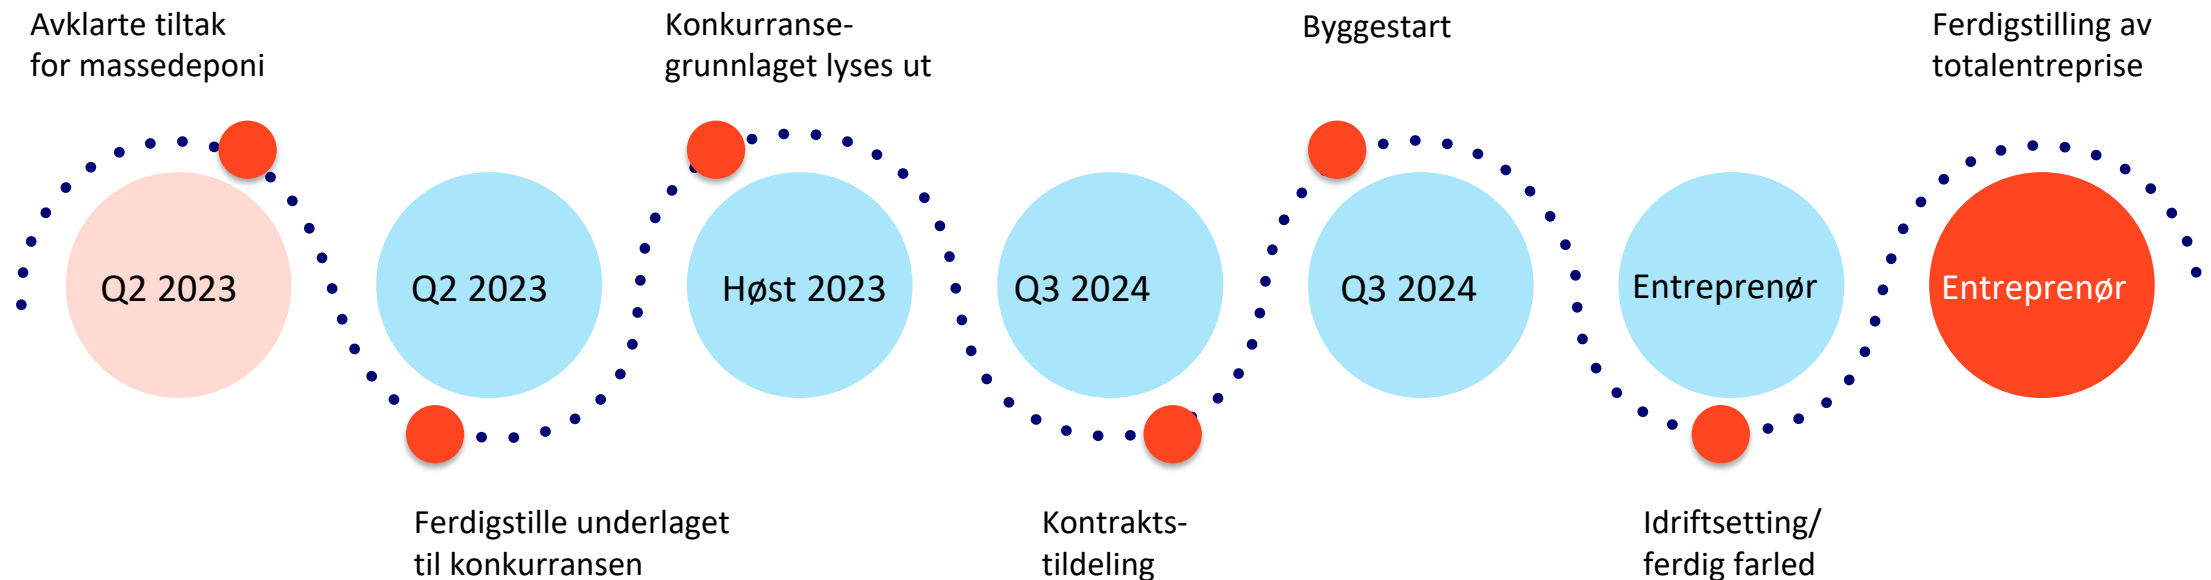 Avklarte tiltak
for massedeponi
Konkurranse-
grunnlaget lyses ut
Byggestart
Ferdigstilling av
totalentreprise
Q2 2023
Q2 2023
Høst 2023
Q3 2024
Q3 2024
Entreprenør
Entreprenør
Ferdigstille underlaget
til konkurransen
Kontrakts-
tildeling
Idriftsetting/
ferdig farled